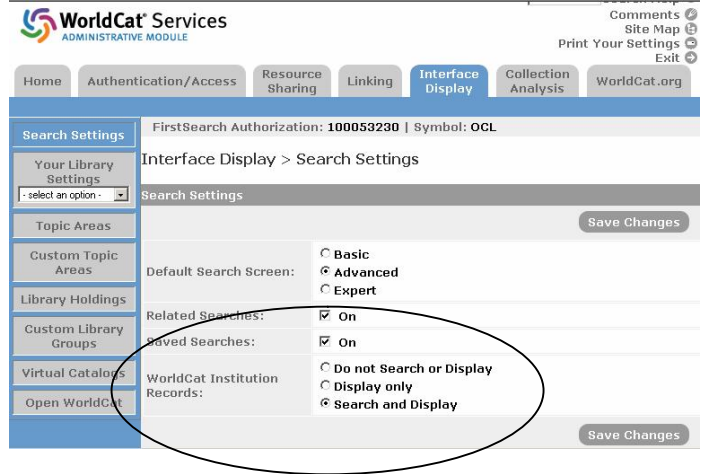 WorldCat® Services
ADMINISTRATIVE MODULE
Comments
Site Map
Print Your Settings
Exit
Home
Authentication/Access
Resource
Sharing
Linking
Interface
Display
Collection
Analysis
WorldCat.org
FirstSearch Authorization: 100053230 | Symbol: OCL
Search Settings
Your Library
Settings
- select an option -
Topic Areas
Custom Topic
Areas
Library Holdings
Custom Library
Groups
Virtual Catalogs
Open WorldCat
Interface Display > Search Settings
Search Settings
Save Changes
Default Search Screen:
Basic
Advanced
Expert
Related Searches:
On
Saved Searches:
On
WorldCat Institution
Records:
Do not Search or Display
Display only
Search and Display
Save Changes